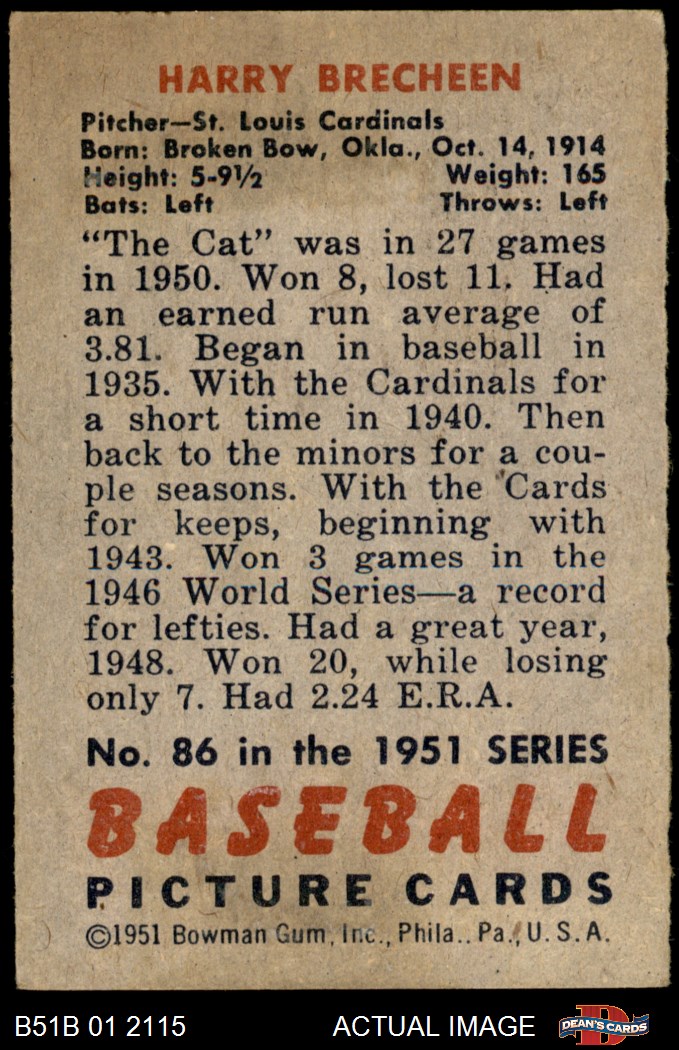 HARRY BRECHEEN
Pitcher—St. Louis Cardinals
Born: Broken Bow, Okla., Oct. 14, 1914
Height: 5-9½ Weight: 165
Bats: Left Throws: Left
“The Cat” was in 27 games
in 1950. Won 8, lost 11. Had
an earned run average of
3.81. Began in baseball in
1935. With the Cardinals for
a short time in 1940. Then
back to the minors for a cou-
ple seasons. With the Cards
for keeps, beginning with
1943. Won 3 games in the
1946 World Series—a record
for lefties. Had a great year,
1948. Won 20, while losing
only 7. Had 2.24 E.R.A.
No. 86 in the 1951 SERIES
BASEBALL
PICTURE CARDS
©1951 Bowman Gum, Inc., Phila., Pa., U.S.A.
B51B 01 2115 ACTUAL IMAGE DEAN'S CARDS